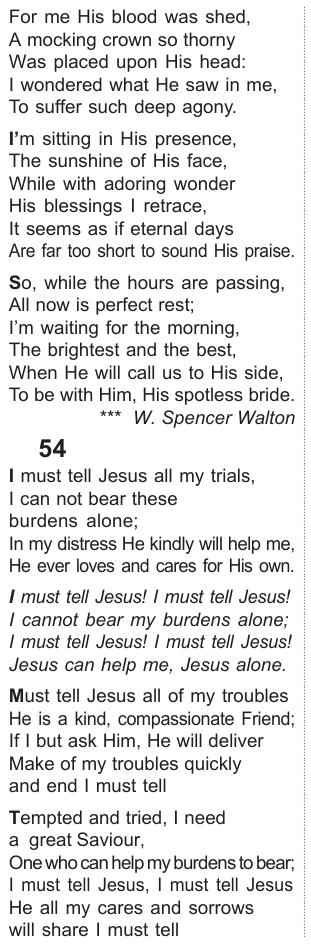 For me His blood was shed,
A mocking crown so thorny
Was placed upon His head:
I wondered what He saw in me,
To suffer such deep agony.
I'm sitting in His presence,
The sunshine of His face,
While with adoring wonder
His blessings I retrace,
It seems as if eternal days
Are far too short to sound His praise.
So, while the hours are passing,
All now is perfect rest;
I'm waiting for the morning,
The brightest and the best,
When He will call us to His side,
To be with Him, His spotless bride.
*** W. Spencer Walton
54
I must tell Jesus all my trials,
I can not bear these
burdens alone;
In my distress He kindly will help me,
He ever loves and cares for His own.
I must tell Jesus! I must tell Jesus!
I cannot bear my burdens alone;
I must tell Jesus! I must tell Jesus!
Jesus can help me, Jesus alone.
Must tell Jesus all of my troubles
He is a kind, compassionate Friend;
If I but ask Him, He will deliver
Make of my troubles quickly
and end I must tell
Tempted and tried, I need
a great Saviour,
One who can help my burdens to bear;
I must tell Jesus, I must tell Jesus
He all my cares and sorrows
will share I must tell